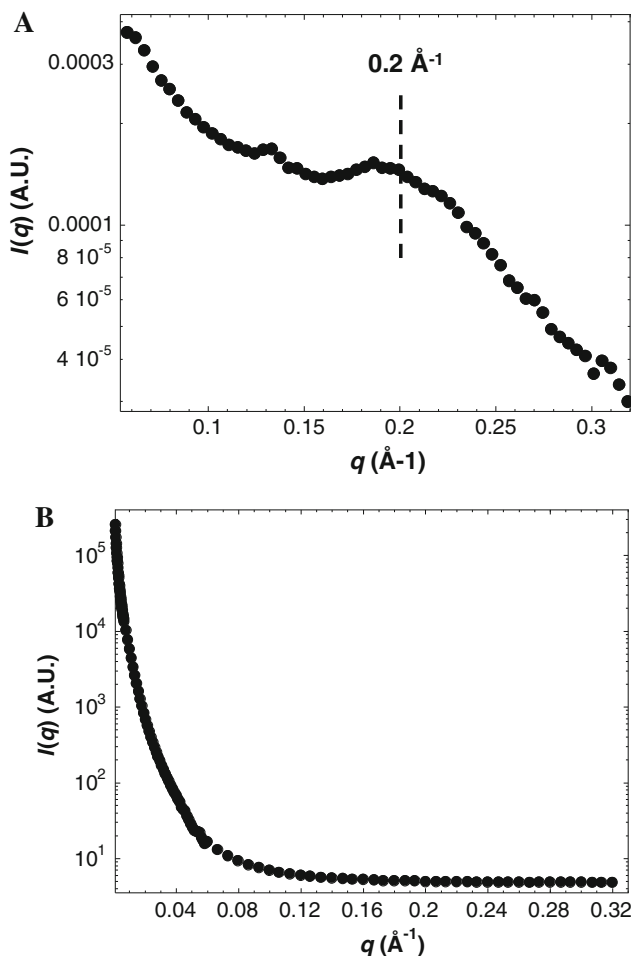 A
0.2 Å⁻¹
0.0003
0.0001
8 10⁻⁵
6 10⁻⁵
4 10⁻⁵
I(q) (A.U.)
0.1 0.15 0.2 0.25 0.3
q (Å-1)
B
10⁵
10⁴
10³
10²
10¹
I(q) (A.U.)
0.04 0.08 0.12 0.16 0.2 0.24 0.28 0.32
q (Å⁻¹)